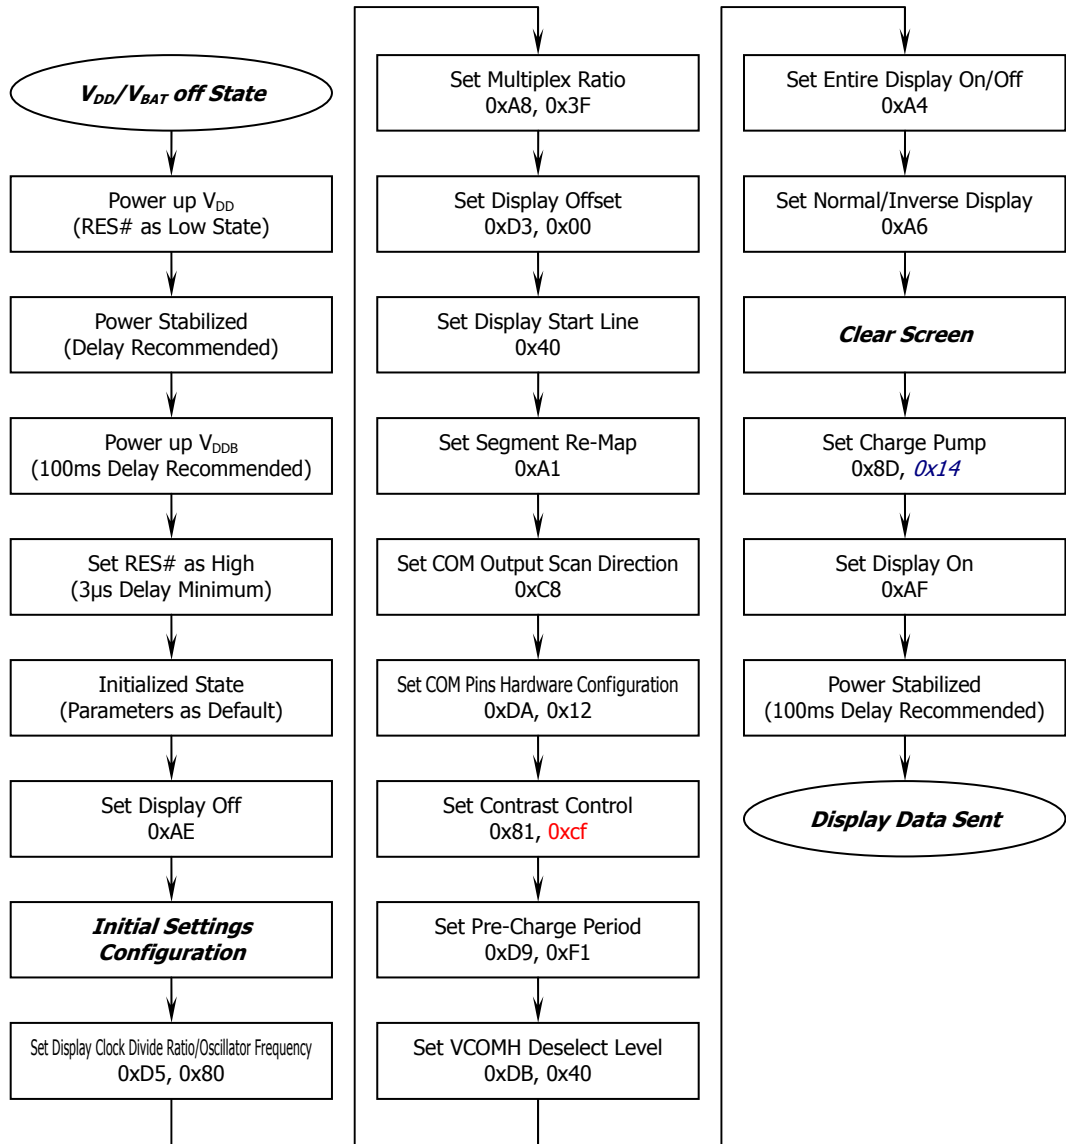 V_DD/V_BAT off State
Power up V_DD
(RES# as Low State)
Power Stabilized
(Delay Recommended)
Power up V_DDB
(100ms Delay Recommended)
Set RES# as High
(3μs Delay Minimum)
Initialized State
(Parameters as Default)
Set Display Off
0xAE
Initial Settings
Configuration
Set Display Clock Divide Ratio/Oscillator Frequency
0xD5, 0x80
Set Multiplex Ratio
0xA8, 0x3F
Set Display Offset
0xD3, 0x00
Set Display Start Line
0x40
Set Segment Re-Map
0xA1
Set COM Output Scan Direction
0xC8
Set COM Pins Hardware Configuration
0xDA, 0x12
Set Contrast Control
0x81, 0xcf
Set Pre-Charge Period
0xD9, 0xF1
Set VCOMH Deselect Level
0xDB, 0x40
Set Entire Display On/Off
0xA4
Set Normal/Inverse Display
0xA6
Clear Screen
Set Charge Pump
0x8D, 0x14
Set Display On
0xAF
Power Stabilized
(100ms Delay Recommended)
Display Data Sent